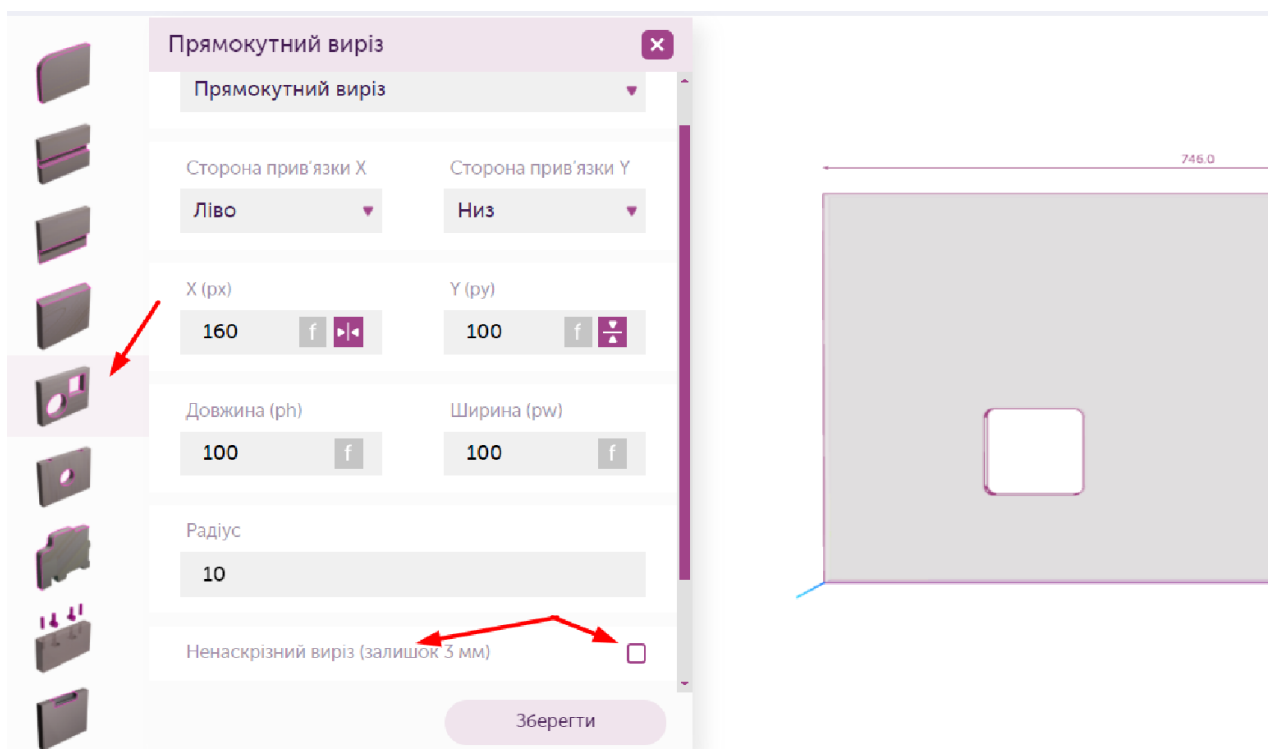 Прямокутний виріз
Прямокутний виріз
Сторона прив'язки X
Сторона прив'язки Y
Ліво
Низ
X (px)
Y (py)
160
f
100
f
Довжина (ph)
Ширина (pw)
100
f
100
f
Радіус
10
Ненаскрізний виріз (залишок 3 мм)
Зберегти
746.0